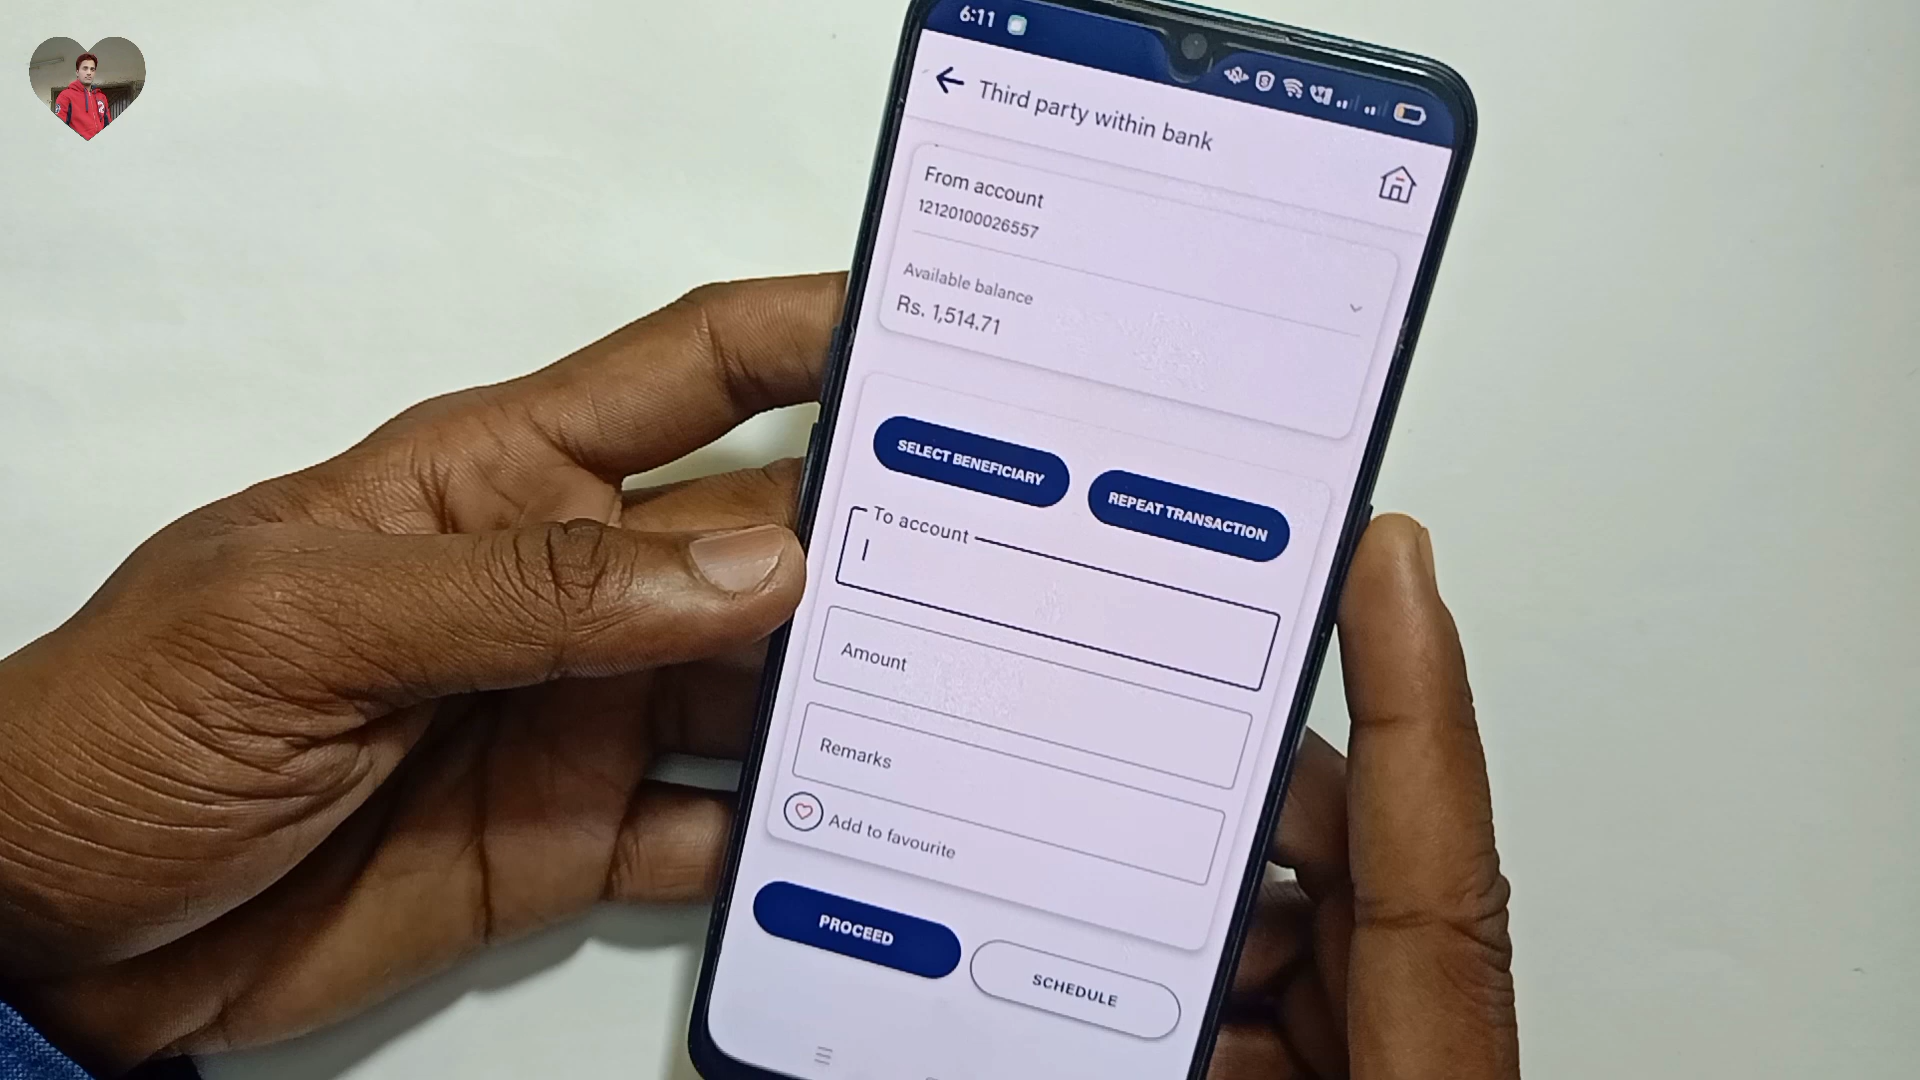 6:11
Third party within bank
From account
12120100026557
Available balance
Rs. 1,514.71
SELECT BENEFICIARY
REPEAT TRANSACTION
To account
Amount
Remarks
Add to favourite
PROCEED
SCHEDULE